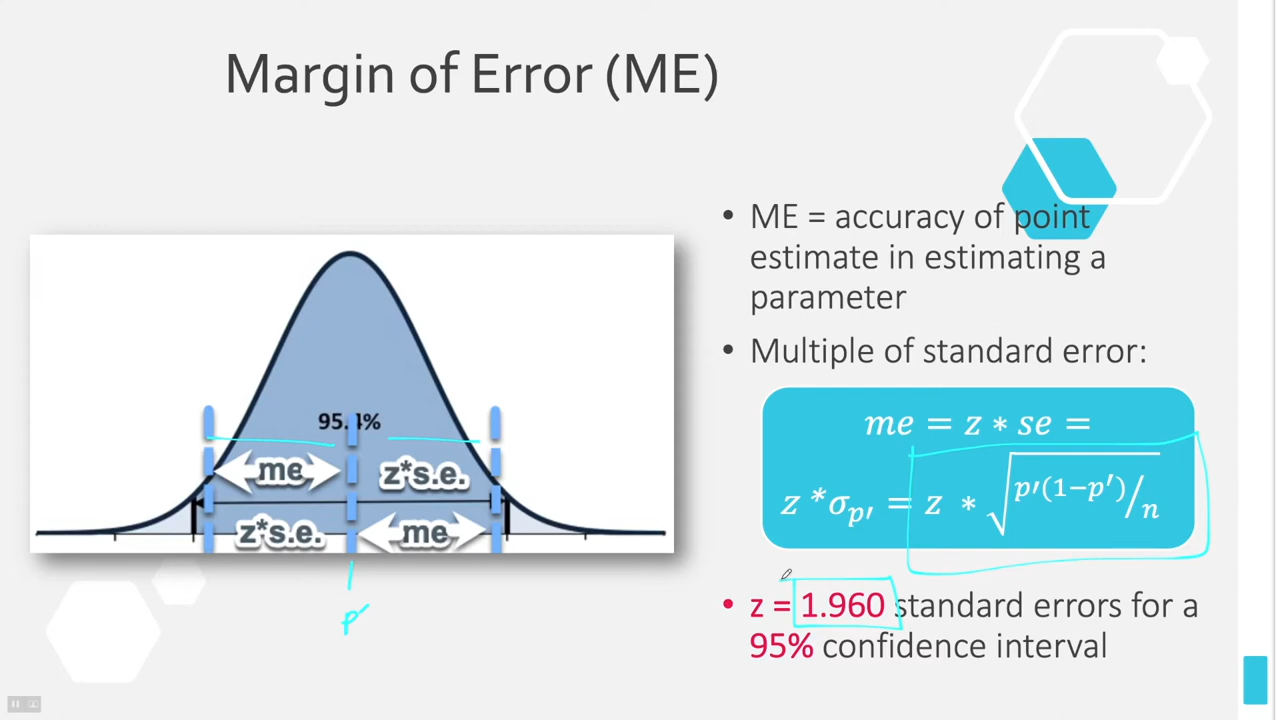 Margin of Error (ME)
95.4%
me
z*s.e.
z*s.e.
me
p'
• ME = accuracy of point
estimate in estimating a
parameter
• Multiple of standard error:
me = z ∗ se =
z *σₚ′ = z ∗ √p′(1−p′)/n
• z = 1.960 standard errors for a
95% confidence interval